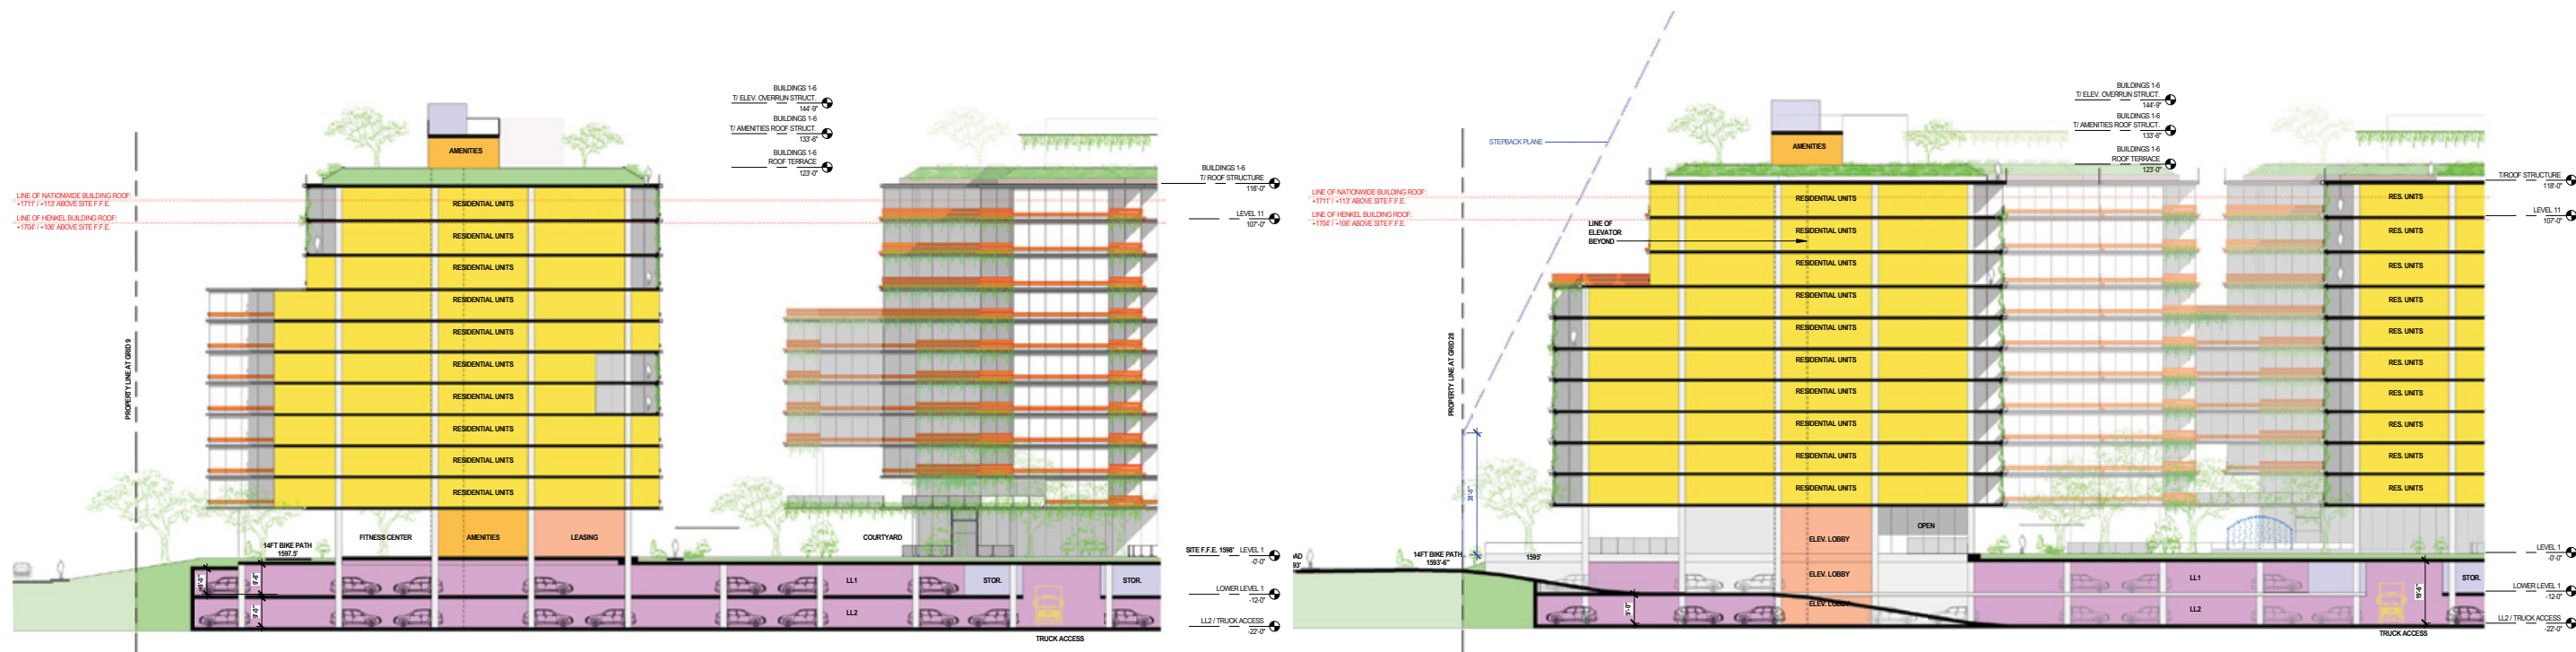 BUILDINGS 1-6
T/ ELEV. OVERRUN STRUCT.
144'-9"
BUILDINGS 1-6
T/ AMENITIES ROOF STRUCT.
133'-6"
BUILDINGS 1-6
ROOF TERRACE
123'-0"
BUILDINGS 1-6
T/ ROOF STRUCTURE
118'-0"
LEVEL 11
107'-0"
LINE OF NATIONWIDE BUILDING ROOF:
+1711' / +113' ABOVE SITE F.F.E.
LINE OF HENKEL BUILDING ROOF:
+1704' / +106' ABOVE SITE F.F.E.
PROPERTY LINE AT GRID 9
AMENITIES
RESIDENTIAL UNITS
RESIDENTIAL UNITS
RESIDENTIAL UNITS
RESIDENTIAL UNITS
RESIDENTIAL UNITS
RESIDENTIAL UNITS
RESIDENTIAL UNITS
RESIDENTIAL UNITS
RESIDENTIAL UNITS
RESIDENTIAL UNITS
14FT BIKE PATH
1597.5'
FITNESS CENTER
AMENITIES
LEASING
COURTYARD
SITE F.F.E. 1598' LEVEL 1
-0'-0"
9'-6"
LL1
STOR.
STOR.
LOWER LEVEL 1
-12'-0"
9'-0"
LL2
LL2 / TRUCK ACCESS
-22'-0"
TRUCK ACCESS
STEPBACK PLANE
BUILDINGS 1-6
T/ ELEV. OVERRUN STRUCT.
144'-9"
BUILDINGS 1-6
T/ AMENITIES ROOF STRUCT.
133'-6"
BUILDINGS 1-6
ROOF TERRACE
123'-0"
T/ROOF STRUCTURE
118'-0"
LEVEL 11
107'-0"
LINE OF NATIONWIDE BUILDING ROOF:
+1711' / +113' ABOVE SITE F.F.E.
LINE OF HENKEL BUILDING ROOF:
+1704' / +106' ABOVE SITE F.F.E.
LINE OF
ELEVATOR
BEYOND
PROPERTY LINE AT GRID 28
38'-0"
AMENITIES
RESIDENTIAL UNITS
RESIDENTIAL UNITS
RESIDENTIAL UNITS
RESIDENTIAL UNITS
RESIDENTIAL UNITS
RESIDENTIAL UNITS
RESIDENTIAL UNITS
RESIDENTIAL UNITS
RESIDENTIAL UNITS
RESIDENTIAL UNITS
RES. UNITS
RES. UNITS
RES. UNITS
RES. UNITS
RES. UNITS
RES. UNITS
RES. UNITS
RES. UNITS
RES. UNITS
RES. UNITS
OPEN
ELEV. LOBBY
ELEV. LOBBY
ELEV. LOBBY
14FT BIKE PATH
1593'-6"
1595'
LEVEL 1
-0'-0"
LL1
STOR.
LOWER LEVEL 1
-12'-0"
9'-0"
LL2
19'-6"
LL2 / TRUCK ACCESS
-22'-0"
TRUCK ACCESS